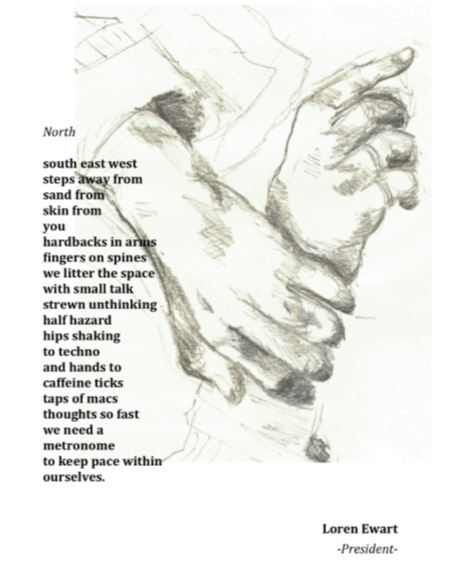 North
south east west
steps away from
sand from
skin from
you
hardbacks in arms
fingers on spines
we litter the space
with small talk
strewn unthinking
half hazard
hips shaking
to techno
and hands to
caffeine ticks
taps of macs
thoughts so fast
we need a
metronome
to keep pace within
ourselves.
Loren Ewart
-President-